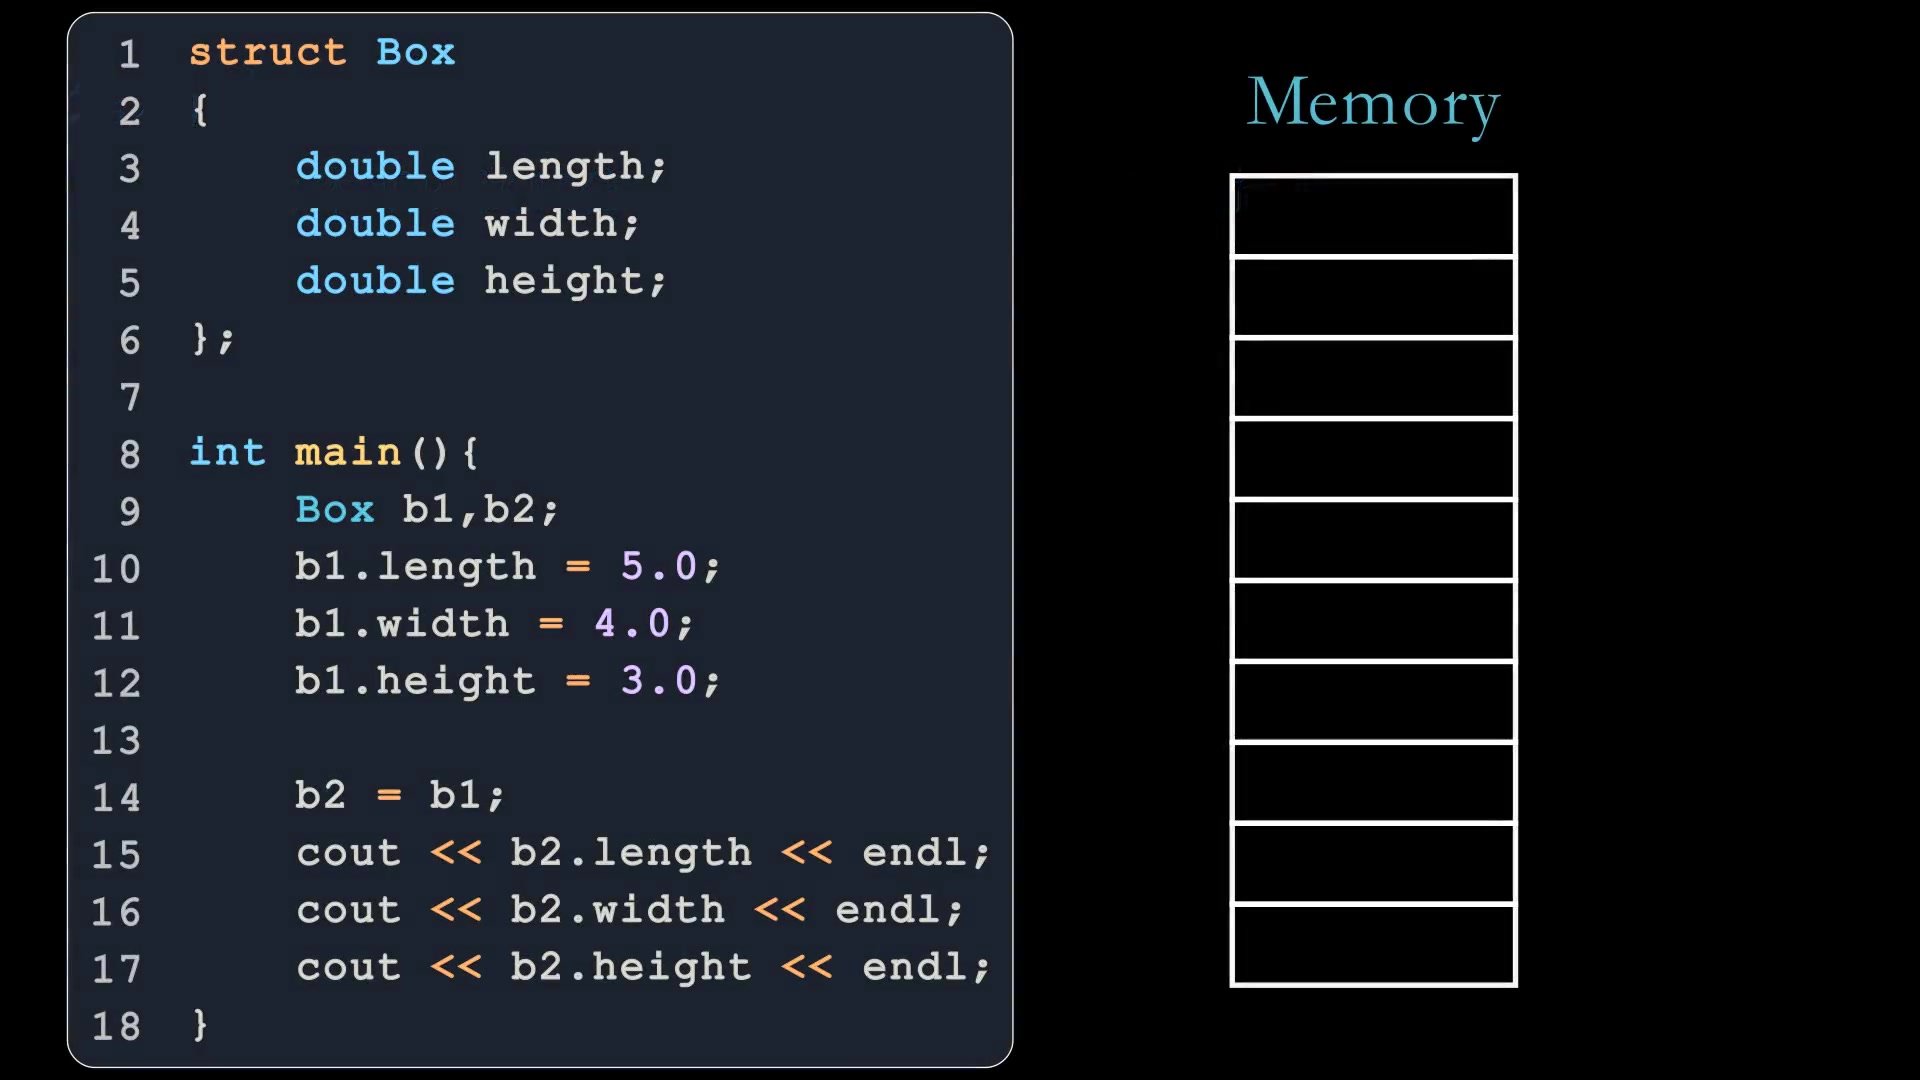 1 struct Box
2 {
3 double length;
4 double width;
5 double height;
6 };
7
8 int main(){
9 Box b1,b2;
10 b1.length = 5.0;
11 b1.width = 4.0;
12 b1.height = 3.0;
13
14 b2 = b1;
15 cout << b2.length << endl;
16 cout << b2.width << endl;
17 cout << b2.height << endl;
18 }
Memory